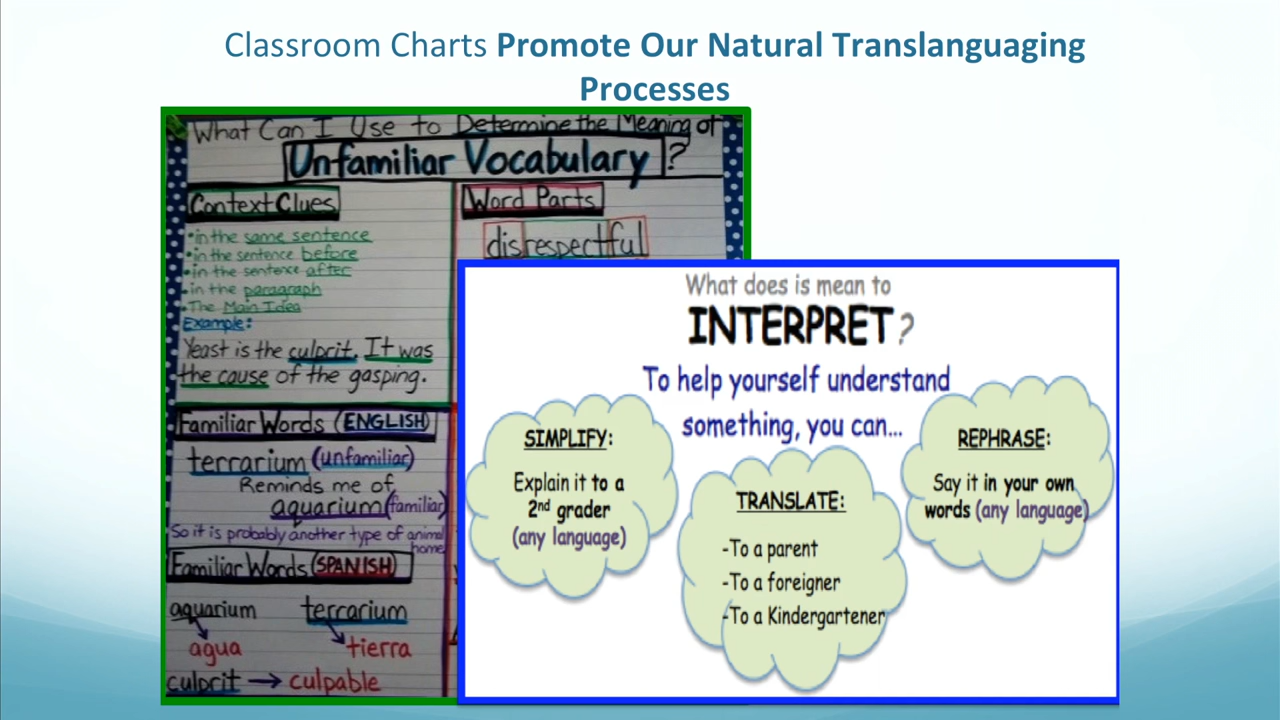 Classroom Charts Promote Our Natural Translanguaging
Processes
What Can I Use to Determine the Meaning of
Unfamiliar Vocabulary?
Context Clues
•in the same sentence
•in the sentence before
•in the sentence after
•in the paragraph
•The Main Idea
Example:
Yeast is the culprit. It was
the cause of the gasping.
Word Parts
disrespectful
Familiar Words (ENGLISH)
terrarium (unfamiliar)
Reminds me of
aquarium (familiar)
So it is probably another type of animal
home
Familiar Words (SPANISH)
aquarium terrarium
agua tierra
culprit → culpable
What does is mean to
INTERPRET?
To help yourself understand
something, you can...
SIMPLIFY:
Explain it to a
2nd grader
(any language)
TRANSLATE:
-To a parent
-To a foreigner
-To a Kindergartener
REPHRASE:
Say it in your own
words (any language)